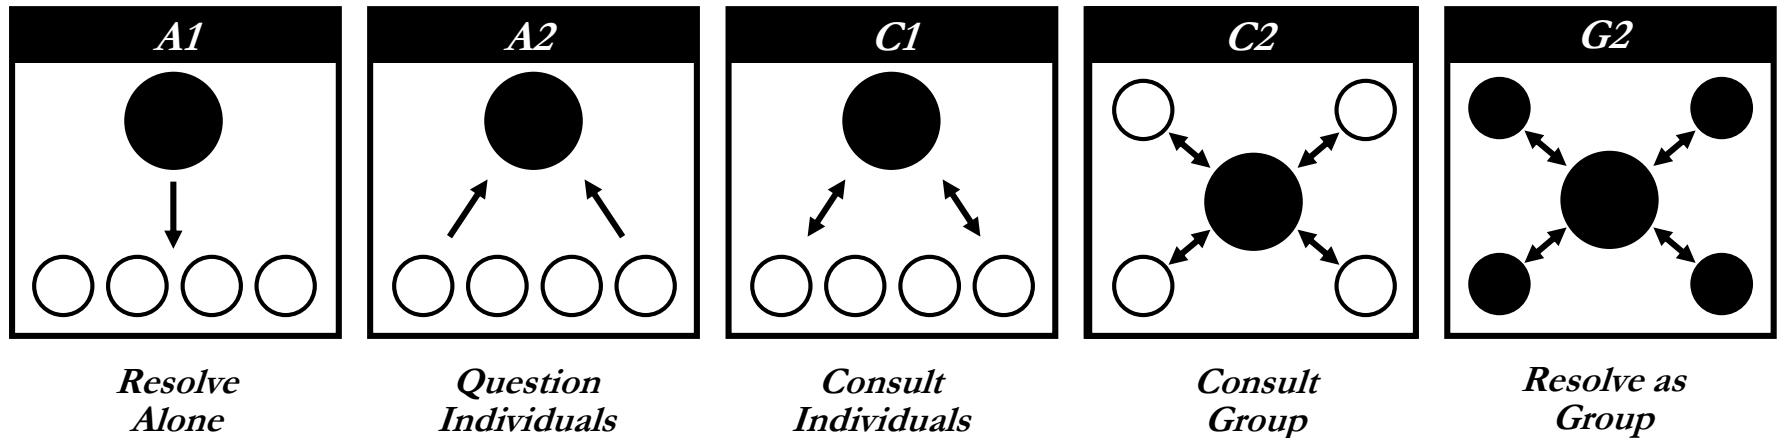 A1
A2
C1
C2
G2
Resolve
Alone
Question
Individuals
Consult
Individuals
Consult
Group
Resolve as
Group